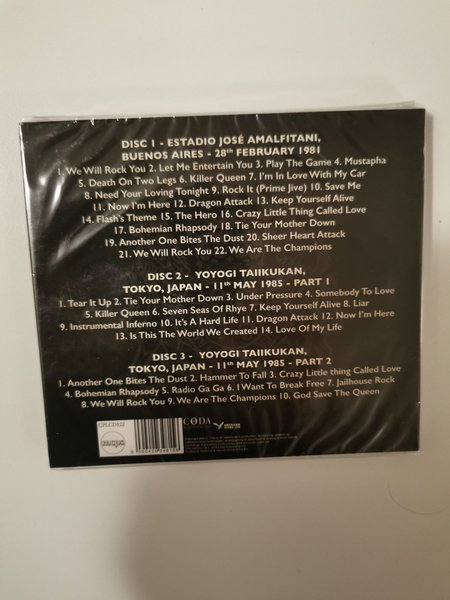 DISC 1 - ESTADIO JOSÉ AMALFITANI,
BUENOS AIRES - 28th FEBRUARY 1981
1. We Will Rock You 2. Let Me Entertain You 3. Play The Game 4. Mustapha
5. Death On Two Legs 6. Killer Queen 7. I'm In Love With My Car
8. Need Your Loving Tonight 9. Rock It (Prime Jive) 10. Save Me
11. Now I'm Here 12. Dragon Attack 13. Keep Yourself Alive
14. Flash's Theme 15. The Hero 16. Crazy Little Thing Called Love
17. Bohemian Rhapsody 18. Tie Your Mother Down
19. Another One Bites The Dust 20. Sheer Heart Attack
21. We Will Rock You 22. We Are The Champions
DISC 2 - YOYOGI TAIIKUKAN,
TOKYO, JAPAN - 11th MAY 1985 - PART 1
1. Tear It Up 2. Tie Your Mother Down 3. Under Pressure 4. Somebody To Love
5. Killer Queen 6. Seven Seas Of Rhye 7. Keep Yourself Alive 8. Liar
9. Instrumental Inferno 10. It's A Hard Life 11. Dragon Attack 12. Now I'm Here
13. Is This The World We Created 14. Love Of My Life
DISC 3 - YOYOGI TAIIKUKAN,
TOKYO, JAPAN - 11th MAY 1985 - PART 2
1. Another One Bites The Dust 2. Hammer To Fall 3. Crazy Little thing Called Love
4. Bohemian Rhapsody 5. Radio Ga Ga 6. I Want To Break Free 7. Jailhouse Rock
8. We Will Rock You 9. We Are The Champions 10. God Save The Queen
CPLCD102
mcps
CODA